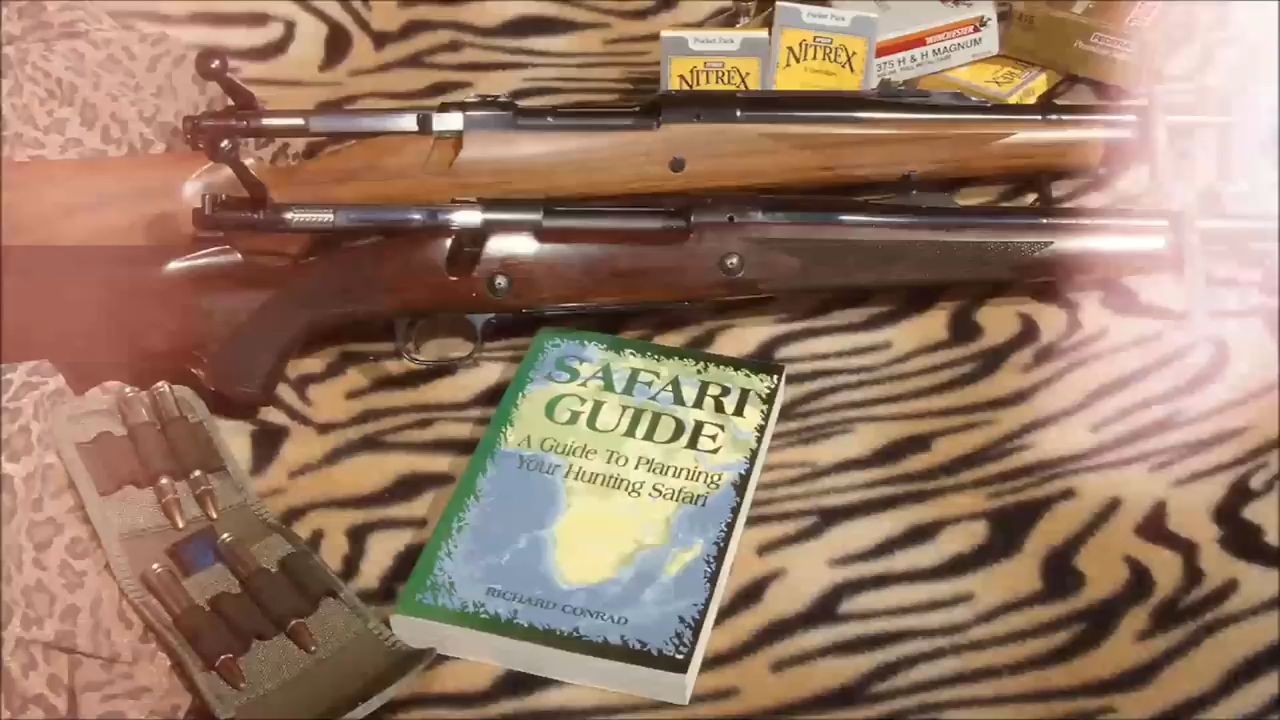 Pocket Pack
NITREX
Pocket Pack
NITREX
WINCHESTER
375 H & H MAGNUM
FEDERAL
SAFARI
GUIDE
A Guide To Planning
Your Hunting Safari
RICHARD CONRAD